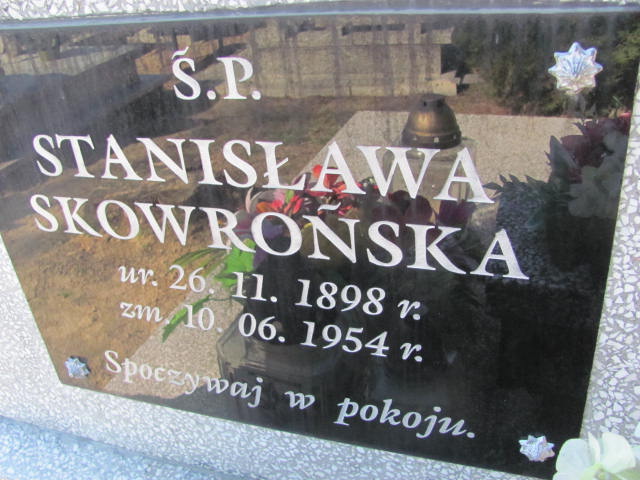 Ś.P.
STANISŁAWA
SKOWROŃSKA
ur. 26. 11. 1898 r.
zm. 10. 06. 1954 r.
Spoczywaj w pokoju.